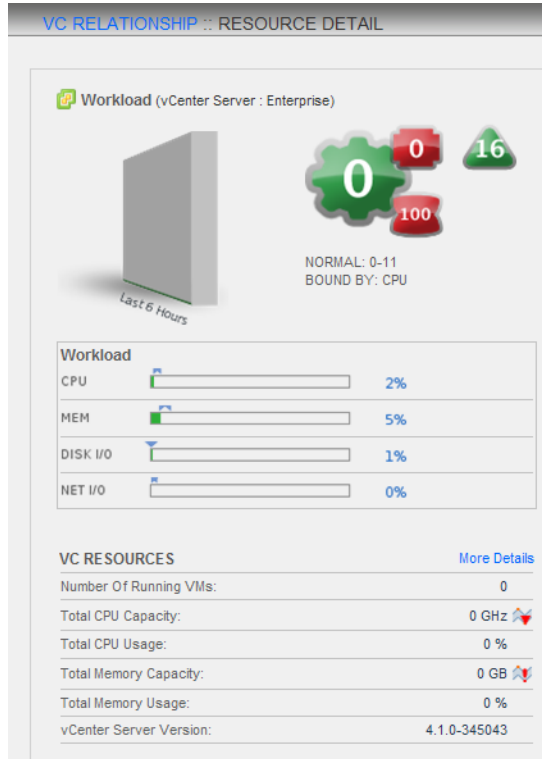 VC RELATIONSHIP :: RESOURCE DETAIL
Workload (vCenter Server : Enterprise)
0
0
16
100
Last 6 Hours
NORMAL: 0-11
BOUND BY: CPU
Workload
CPU 2%
MEM 5%
DISK I/O 1%
NET I/O 0%
VC RESOURCES More Details
Number Of Running VMs: 0
Total CPU Capacity: 0 GHz
Total CPU Usage: 0 %
Total Memory Capacity: 0 GB
Total Memory Usage: 0 %
vCenter Server Version: 4.1.0-345043